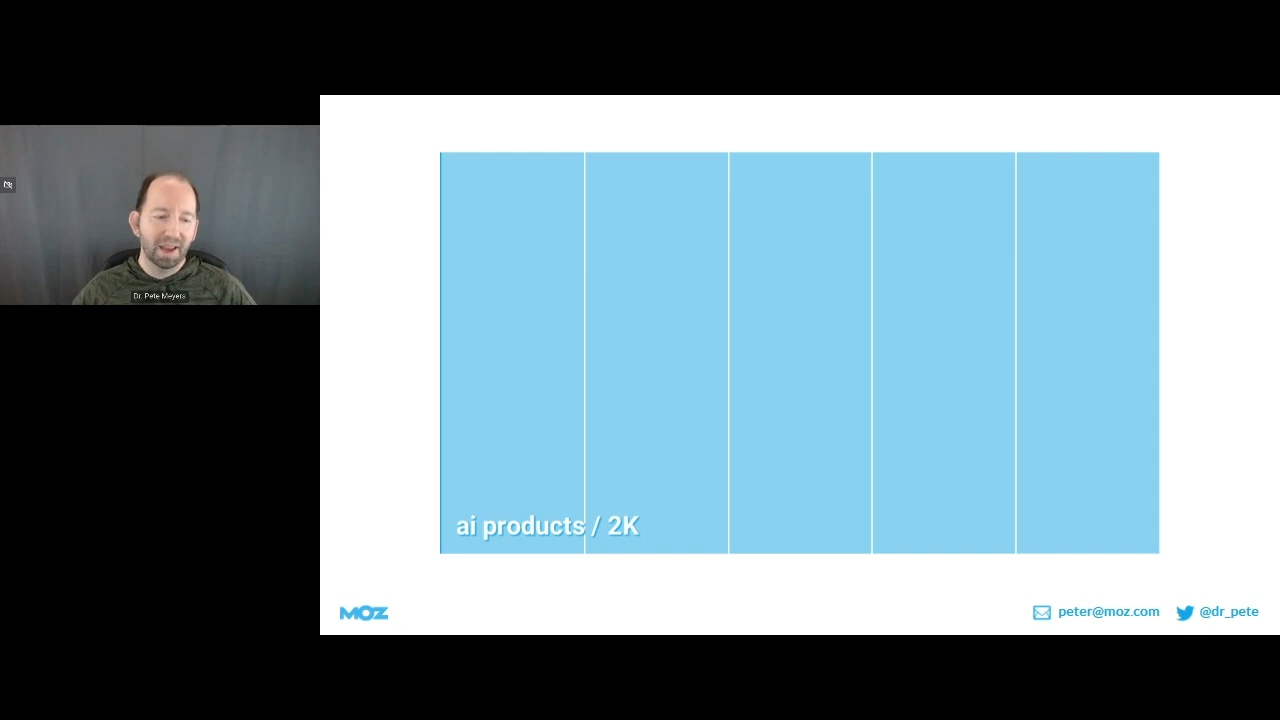 Dr. Pete Meyers
ai products / 2K
MOZ
peter@moz.com
@dr_pete